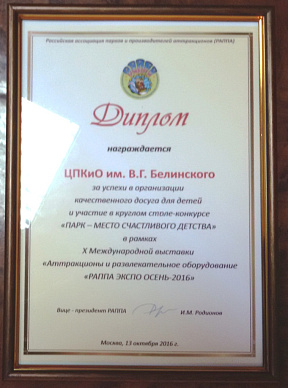 Российская ассоциация парков и производителей аттракционов (РАППА)
Диплом
награждается
ЦПКиО им. В.Г. Белинского
за успехи в организации
качественного досуга для детей
и участие в круглом столе-конкурсе
«ПАРК – МЕСТО СЧАСТЛИВОГО ДЕТСТВА»
в рамках
X Международной выставки
«Аттракционы и развлекательное оборудование
«РАППА ЭКСПО ОСЕНЬ-2016»
Вице - президент РАППА И.М. Родионов
Москва, 13 октября 2016 г.